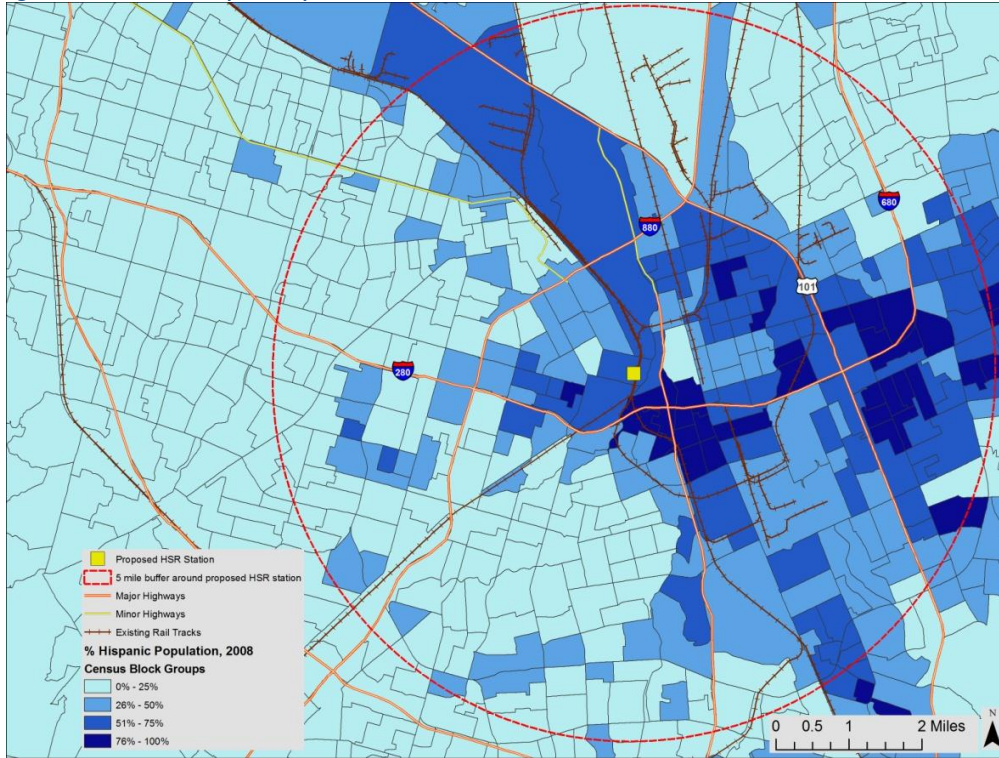 880
680
101
280
Proposed HSR Station
5 mile buffer around proposed HSR station
Major Highways
Minor Highways
Existing Rail Tracks
% Hispanic Population, 2008
Census Block Groups
0% - 25%
26% - 50%
51% - 75%
76% - 100%
0 0.5 1 2 Miles
N